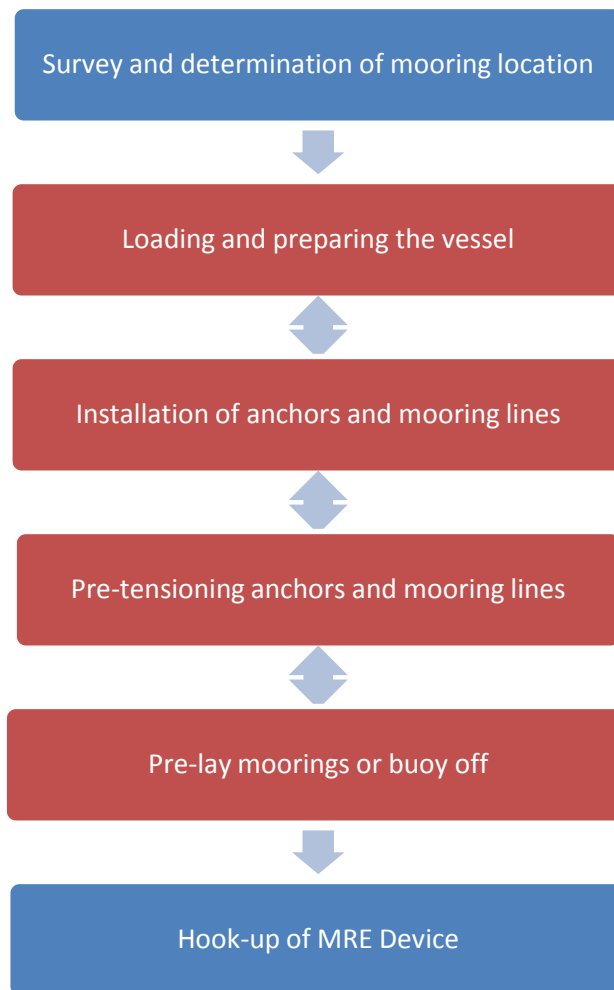 Survey and determination of mooring location
Loading and preparing the vessel
Installation of anchors and mooring lines
Pre-tensioning anchors and mooring lines
Pre-lay moorings or buoy off
Hook-up of MRE Device